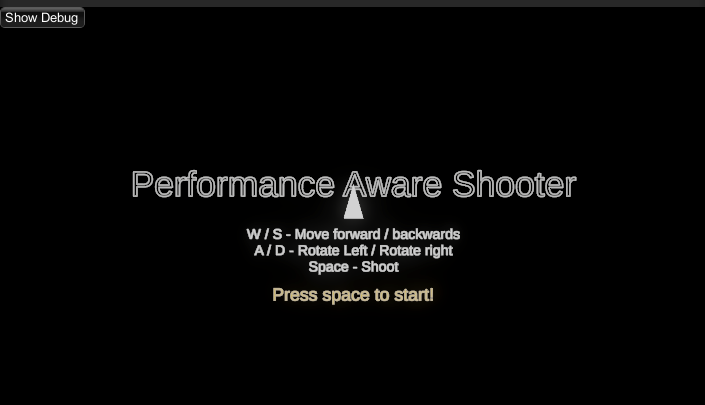 Show Debug
Performance Aware Shooter
W / S - Move forward / backwards
A / D - Rotate Left / Rotate right
Space - Shoot
Press space to start!